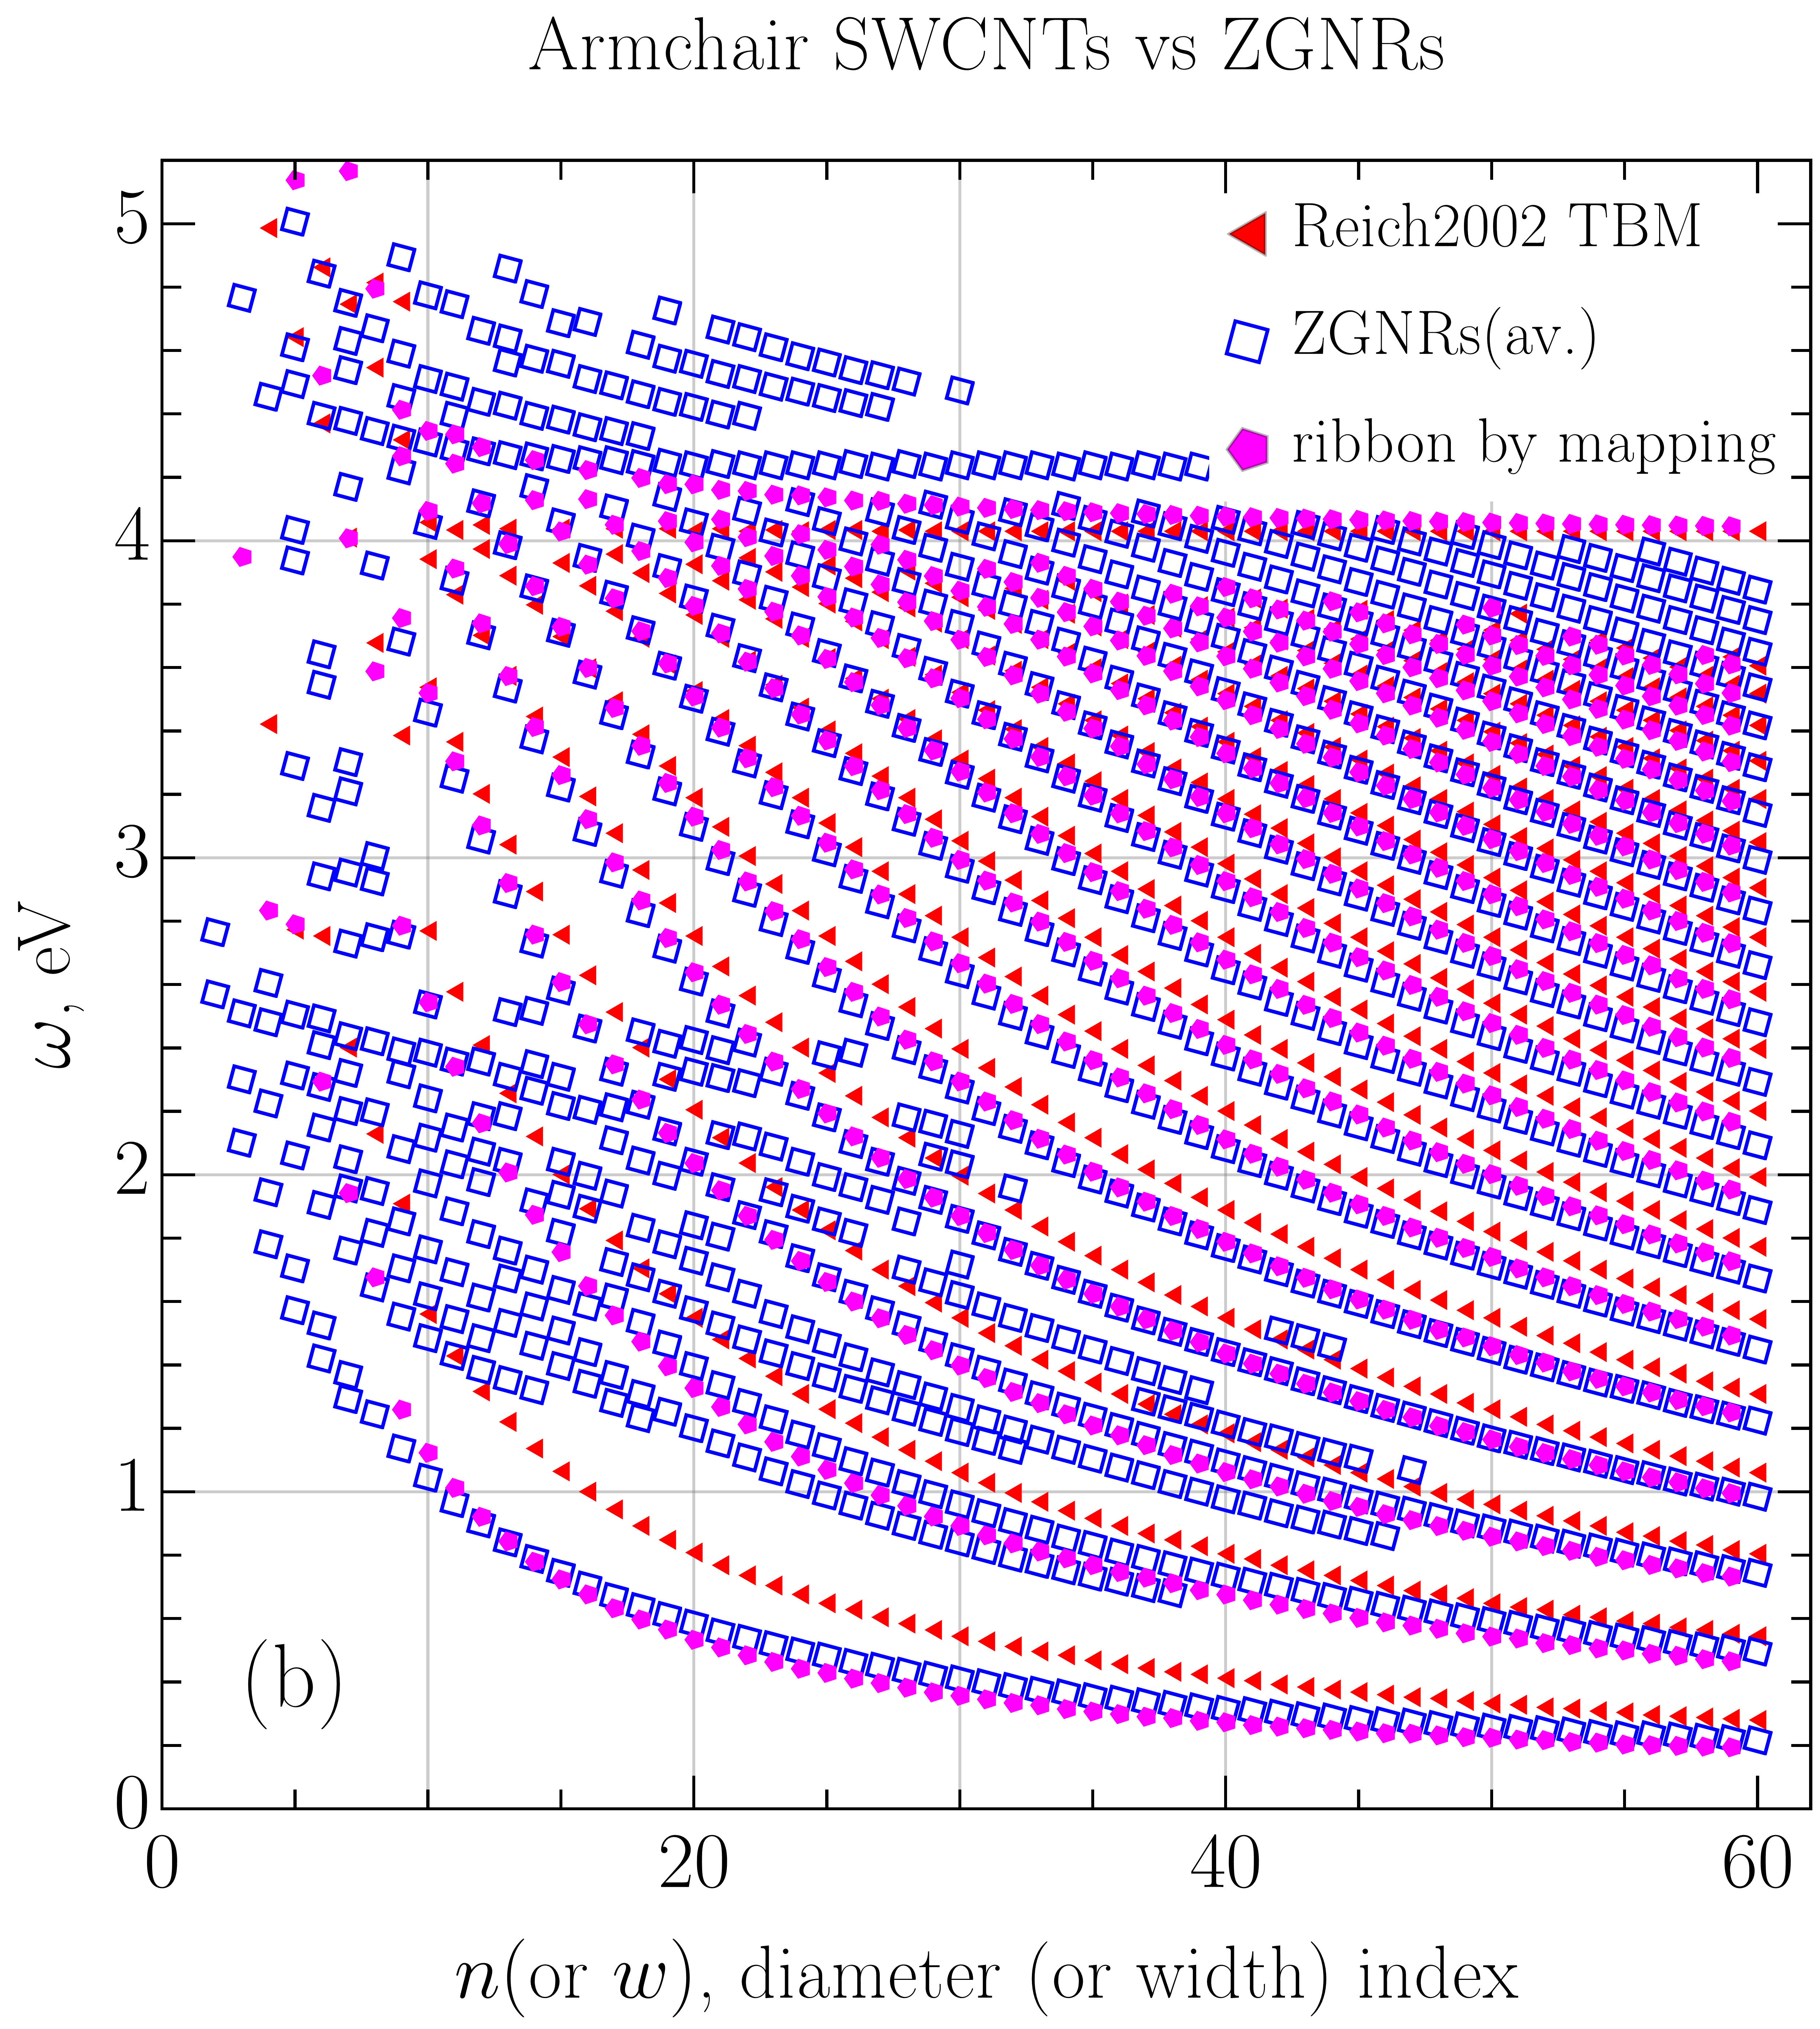 Armchair SWCNTs vs ZGNRs
Reich2002 TBM
ZGNRs(av.)
ribbon by mapping
5
4
3
2
1
0
ω, eV
(b)
0 20 40 60
n(or w), diameter (or width) index